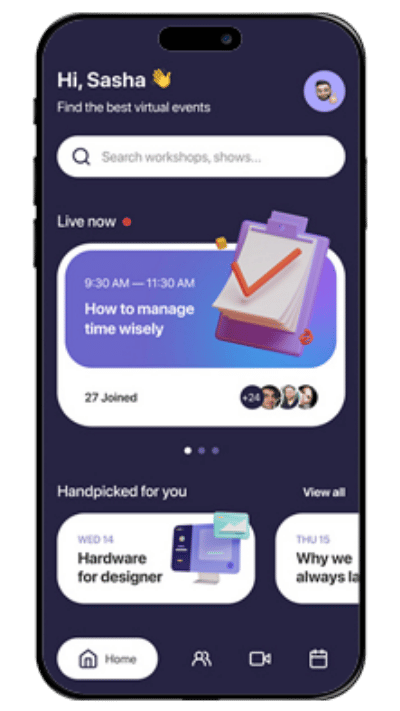 Hi, Sasha 👋
Find the best virtual events
Search workshops, shows...
Live now
9:30 AM — 11:30 AM
How to manage
time wisely
27 Joined
+24
Handpicked for you
View all
WED 14
Hardware
for designer
THU 15
Why we
always la
Home